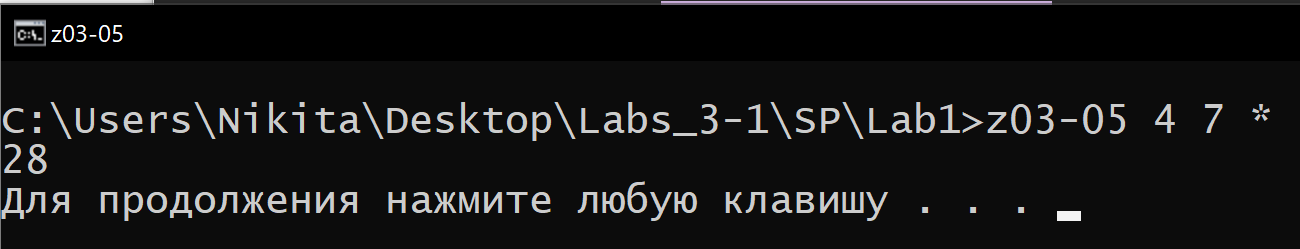 z03-05
C:\Users\Nikita\Desktop\Labs_3-1\SP\Lab1>z03-05 4 7 *
28
Для продолжения нажмите любую клавишу . . .